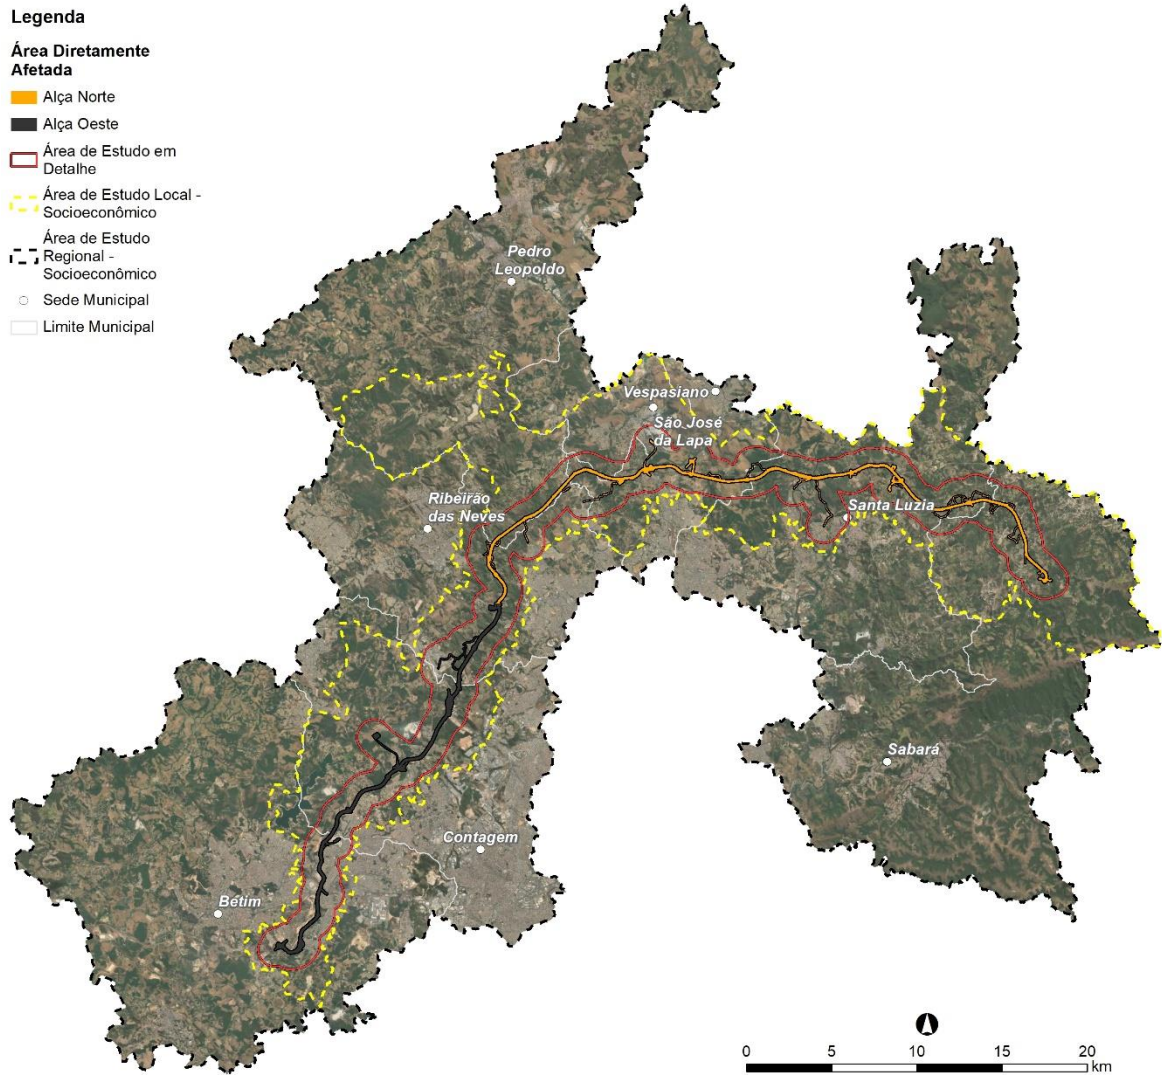 Legenda
Área Diretamente
Afetada
Alça Norte
Alça Oeste
Área de Estudo em
Detalhe
Área de Estudo Local -
Socioeconômico
Área de Estudo
Regional -
Socioeconômico
Sede Municipal
Limite Municipal
Pedro
Leopoldo
Vespasiano
São José
da Lapa
Ribeirão
das Neves
Santa Luzia
Sabará
Contagem
Betim
0 5 10 15 20
km